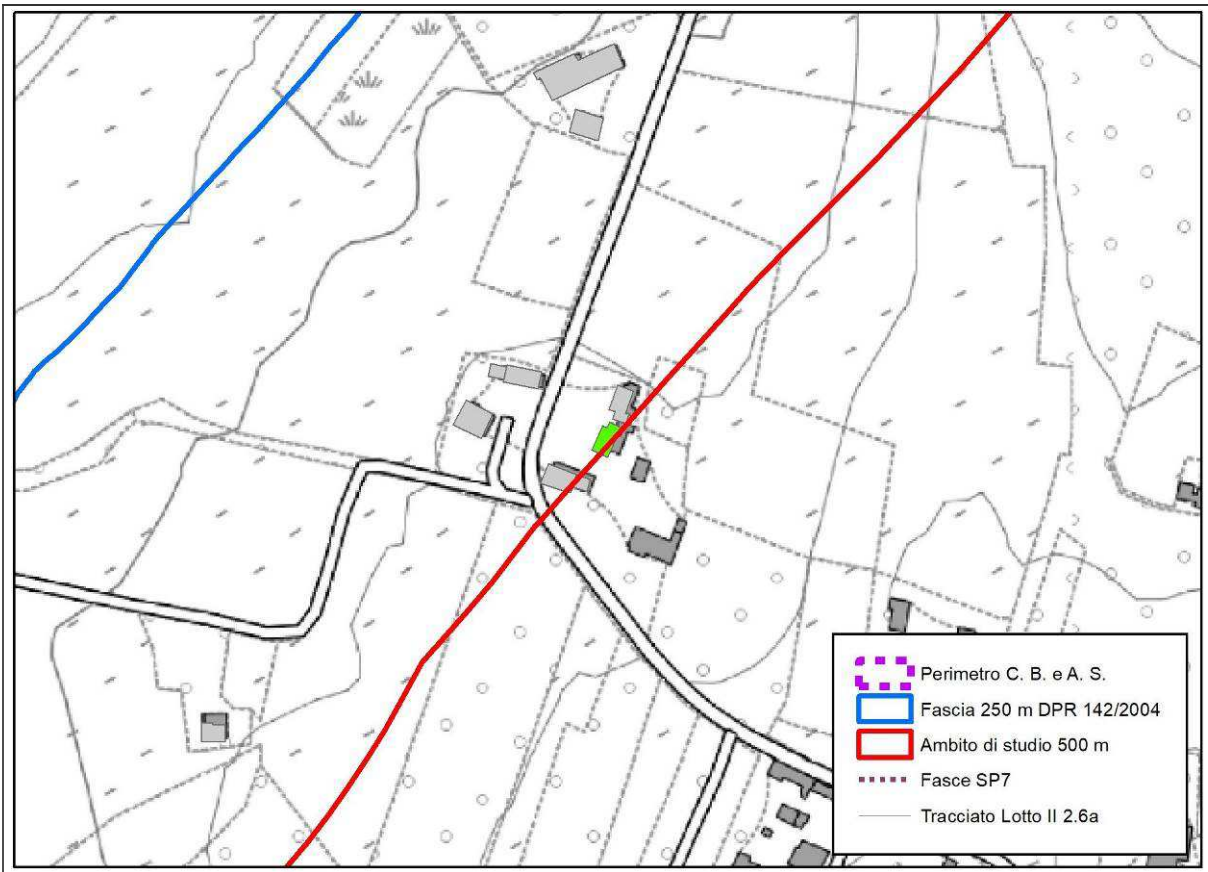 Perimetro C. B. e A. S.
Fascia 250 m DPR 142/2004
Ambito di studio 500 m
Fasce SP7
Tracciato Lotto II 2.6a